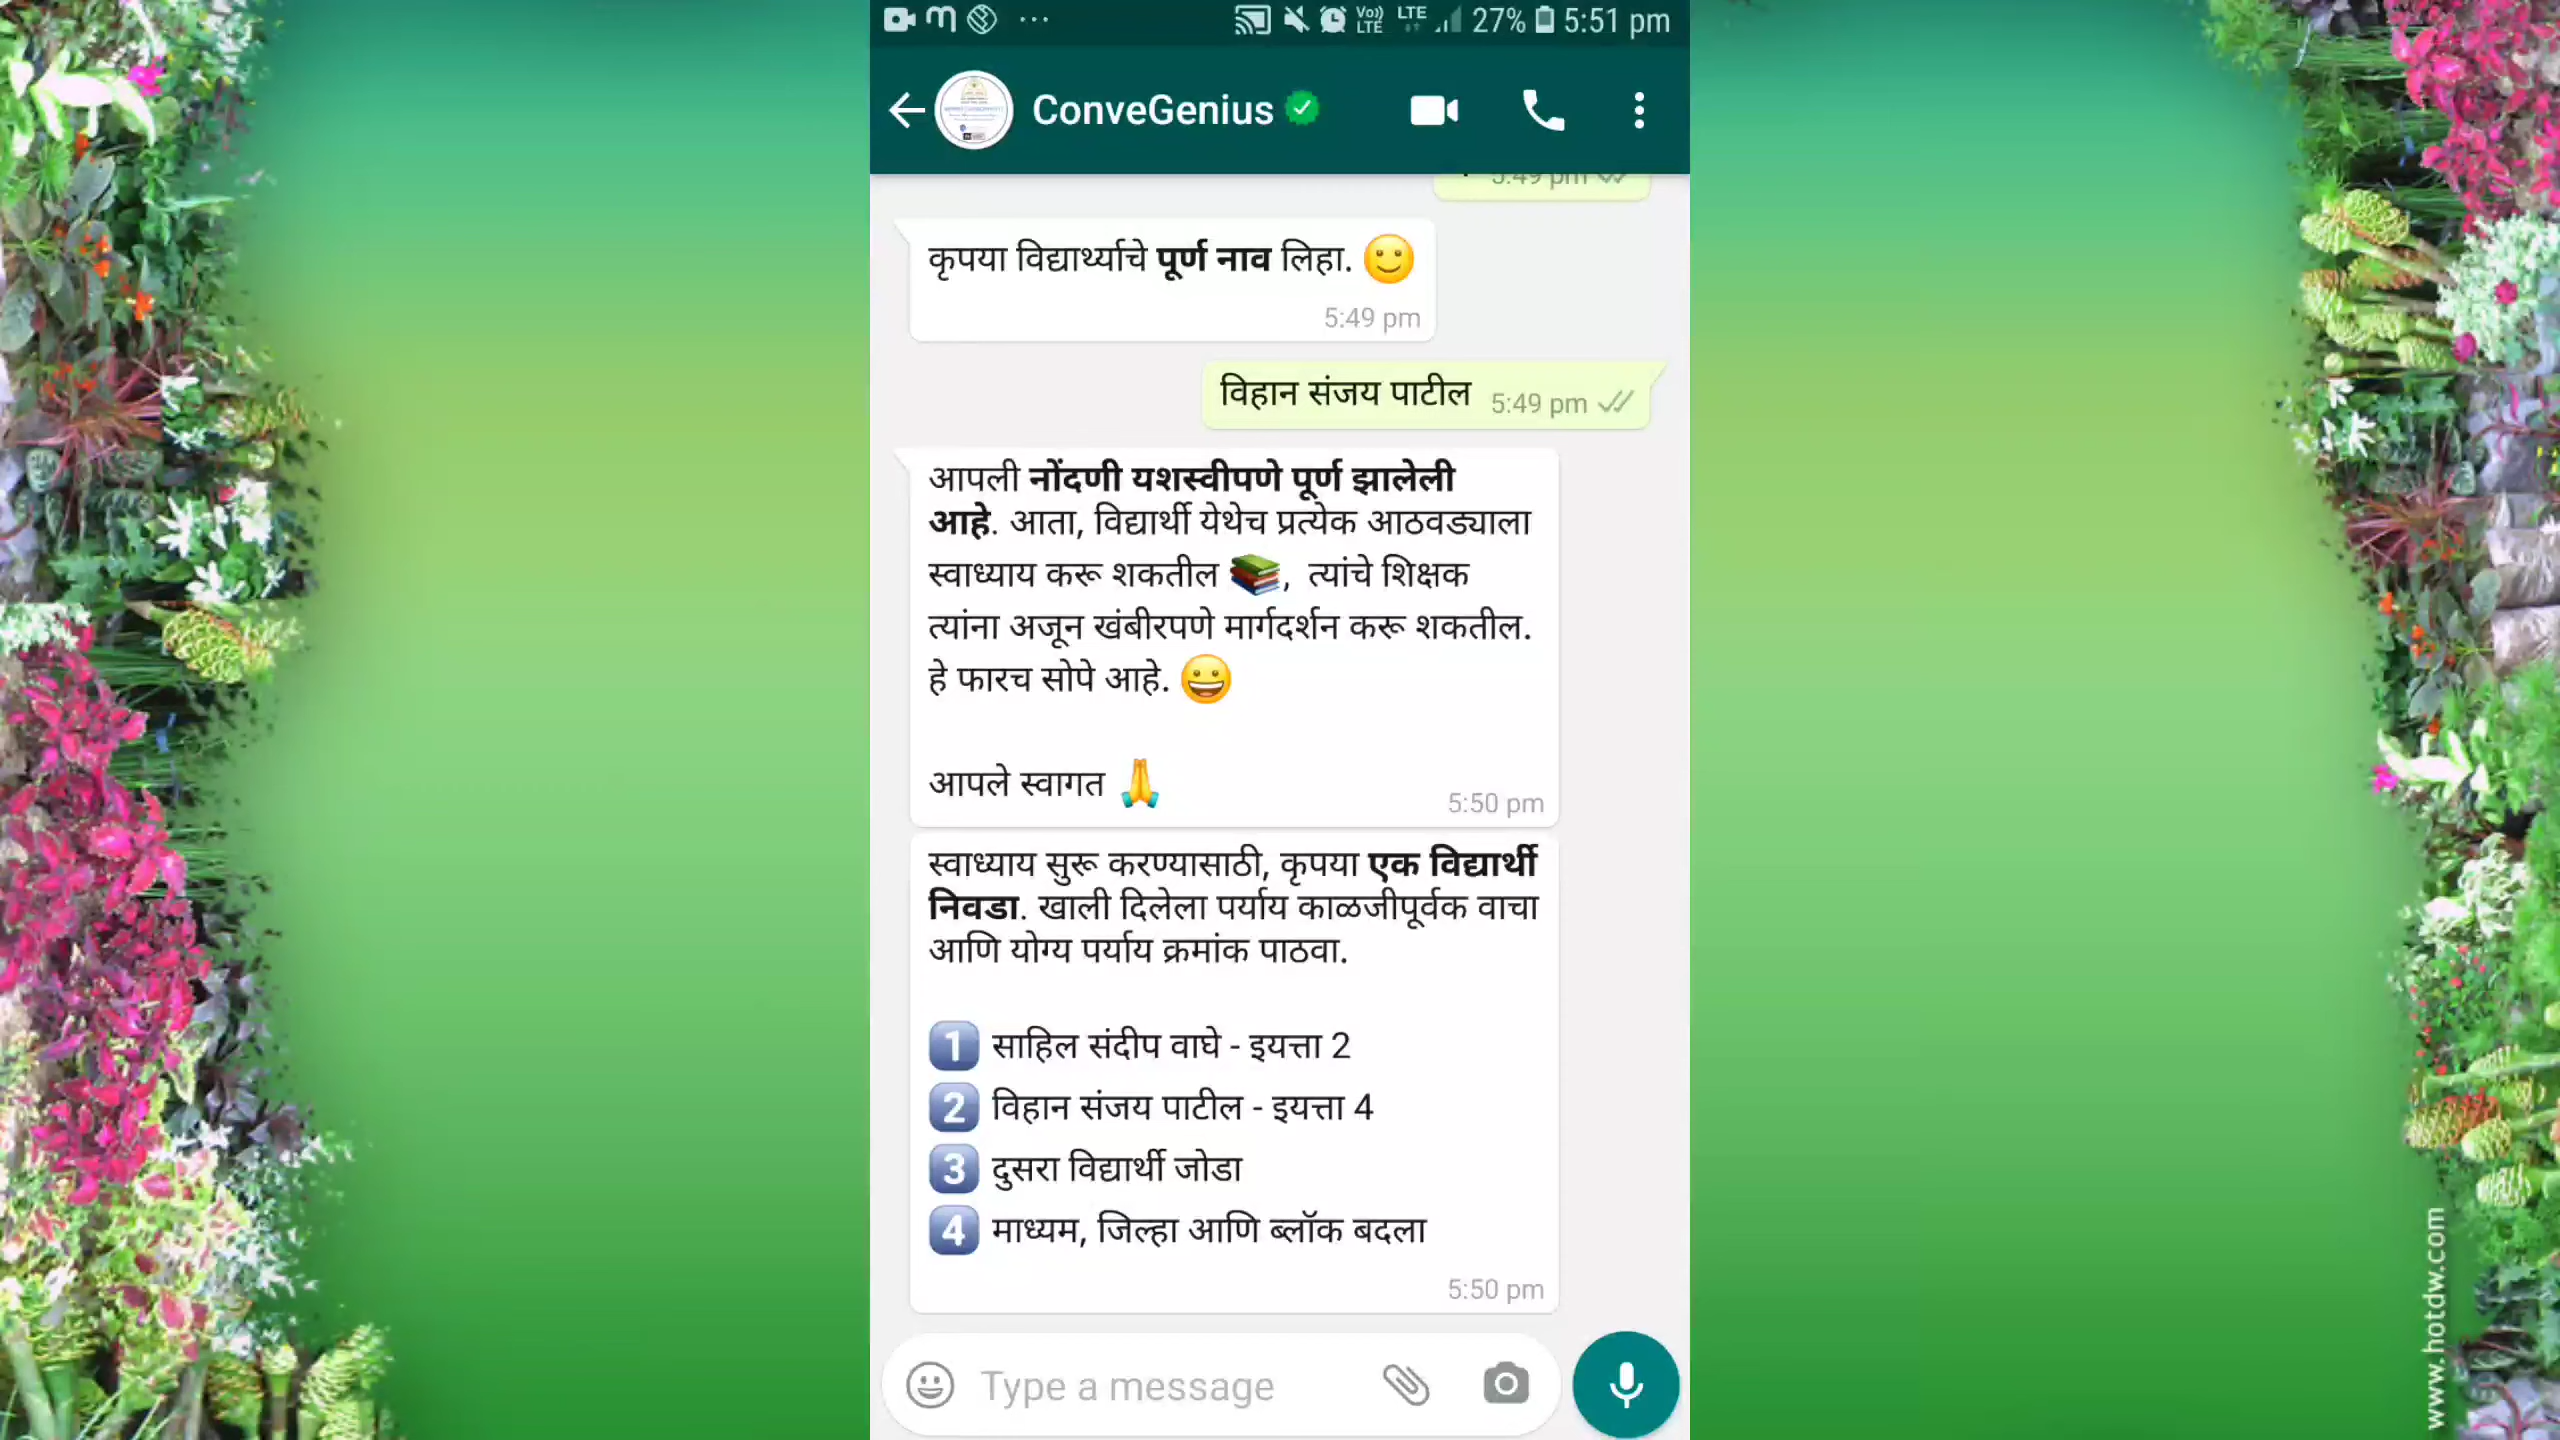 27% 5:51 pm
ConveGenius
5:49 pm
कृपया विद्यार्थ्याचे पूर्ण नाव लिहा. 🙂
5:49 pm
विहान संजय पाटील 5:49 pm
आपली नोंदणी यशस्वीपणे पूर्ण झालेली
आहे. आता, विद्यार्थी येथेच प्रत्येक आठवड्याला
स्वाध्याय करू शकतील 📚, त्यांचे शिक्षक
त्यांना अजून खंबीरपणे मार्गदर्शन करू शकतील.
हे फारच सोपे आहे. 😀
आपले स्वागत 🙏
5:50 pm
स्वाध्याय सुरू करण्यासाठी, कृपया एक विद्यार्थी
निवडा. खाली दिलेला पर्याय काळजीपूर्वक वाचा
आणि योग्य पर्याय क्रमांक पाठवा.
1 साहिल संदीप वाघे - इयत्ता 2
2 विहान संजय पाटील - इयत्ता 4
3 दुसरा विद्यार्थी जोडा
4 माध्यम, जिल्हा आणि ब्लॉक बदला
5:50 pm
Type a message
www.hotdw.com